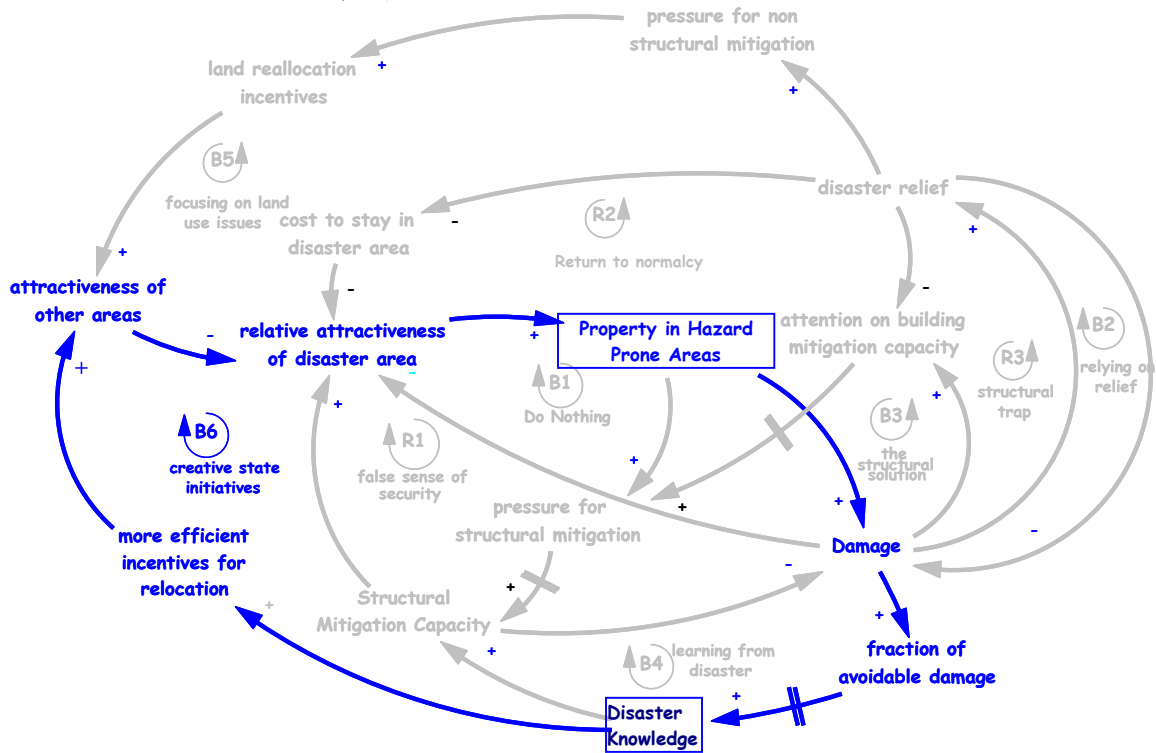 pressure for non
structural mitigation
+
land reallocation
incentives
+
B5
focusing on land
use issues
disaster relief
cost to stay in
disaster area
-
R2
Return to normalcy
+
+
attractiveness of
other areas
-
-
relative attractiveness
of disaster area
-
-
+
Property in Hazard
Prone Areas
attention on building
mitigation capacity
B2
relying on
relief
R3
structural
trap
+
B1
Do Nothing
+
+
B3
the
structural
solution
B6
creative state
initiatives
R1
false sense of
security
+
+
+
pressure for
structural mitigation
-
more efficient
incentives for
relocation
Damage
-
+
+
Structural
Mitigation Capacity
+
+
fraction of
avoidable damage
B4
learning from
disaster
+
Disaster
Knowledge